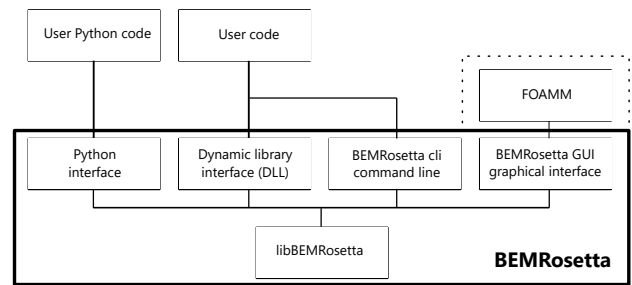 User Python code
User code
FOAMM
Python
interface
Dynamic library
interface (DLL)
BEMRosetta cli
command line
BEMRosetta GUI
graphical interface
libBEMRosetta
BEMRosetta